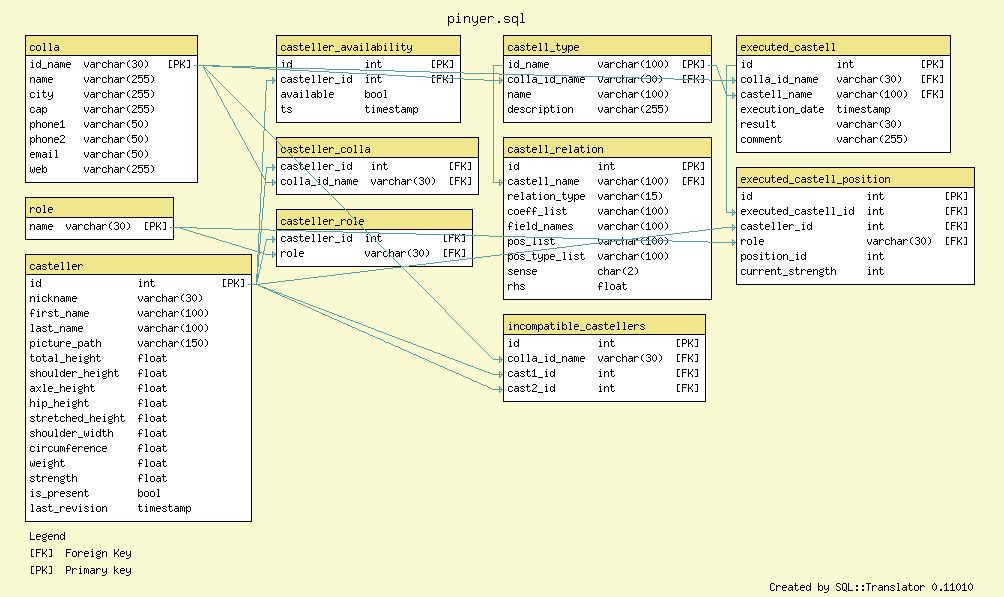 pinyer.sql
colla
id_name varchar(30) [PK]
name varchar(255)
city varchar(255)
cap varchar(255)
phone1 varchar(50)
phone2 varchar(50)
email varchar(50)
web varchar(255)
role
name varchar(30) [PK]
casteller
id int [PK]
nickname varchar(30)
first_name varchar(100)
last_name varchar(100)
picture_path varchar(150)
total_height float
shoulder_height float
axle_height float
hip_height float
stretched_height float
shoulder_width float
circumference float
weight float
strength float
is_present bool
last_revision timestamp
casteller_availability
id int [PK]
casteller_id int [FK]
available bool
ts timestamp
casteller_colla
casteller_id int [FK]
colla_id_name varchar(30) [FK]
casteller_role
casteller_id int [FK]
role varchar(30) [FK]
castell_type
id_name varchar(100) [PK]
colla_id_name varchar(30) [FK]
name varchar(100)
description varchar(255)
castell_relation
id int [PK]
castell_name varchar(100) [FK]
relation_type varchar(15)
coeff_list varchar(100)
field_names varchar(100)
pos_list varchar(100)
pos_type_list varchar(100)
sense char(2)
rhs float
incompatible_castellers
id int [PK]
colla_id_name varchar(30) [FK]
cast1_id int [FK]
cast2_id int [FK]
executed_castell
id int [PK]
colla_id_name varchar(30) [FK]
castell_name varchar(100) [FK]
execution_date timestamp
result varchar(30)
comment varchar(255)
executed_castell_position
id int [PK]
executed_castell_id int [FK]
casteller_id int [FK]
role varchar(30) [FK]
position_id int
current_strength int
Legend
[FK] Foreign Key
[PK] Primary key
Created by SQL::Translator 0.11010